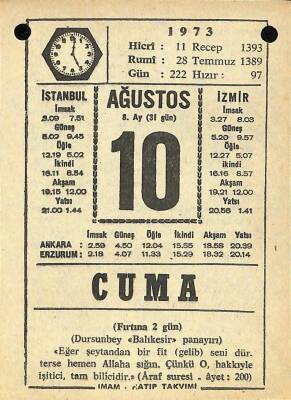 1973
Hicrî : 11 Recep 1393
Rumî : 28 Temmuz 1389
Gün : 222 Hızır : 97
İSTANBUL
İmsak
3.09 7.51
Güneş
5.09 9.45
Öğle
12.19 5.02
İkindi
16.11 8.54
Akşam
19.15 12.00
Yatsı
21.00 1.44
AĞUSTOS
8. Ay (31 gün)
10
İZMİR
İmsak
3.27 8.03
Güneş
5.20 9.57
Öğle
12.27 5.07
İkindi
16.16 8.57
Akşam
19.21 12.00
Yatsı
20.56 1.41
İmsak Güneş Öğle İkindi Akşam Yatsı
ANKARA : 2.59 4.50 12.04 15.55 18.58 20.39
ERZURUM : 2.18 4.07 11.33 15.29 18.32 20.14
CUMA
(Fırtına 2 gün)
(Dursunbey «Balıkesir» panayırı)
«Eğer şeytandan bir fit (gelib) seni dür-
terse hemen Allaha sığın. Çünkü O, hakkıyle
işitici, tam bilicidir.» (Âraf suresi - âyet : 200)
İMAM - HATİP TAKVİMİ